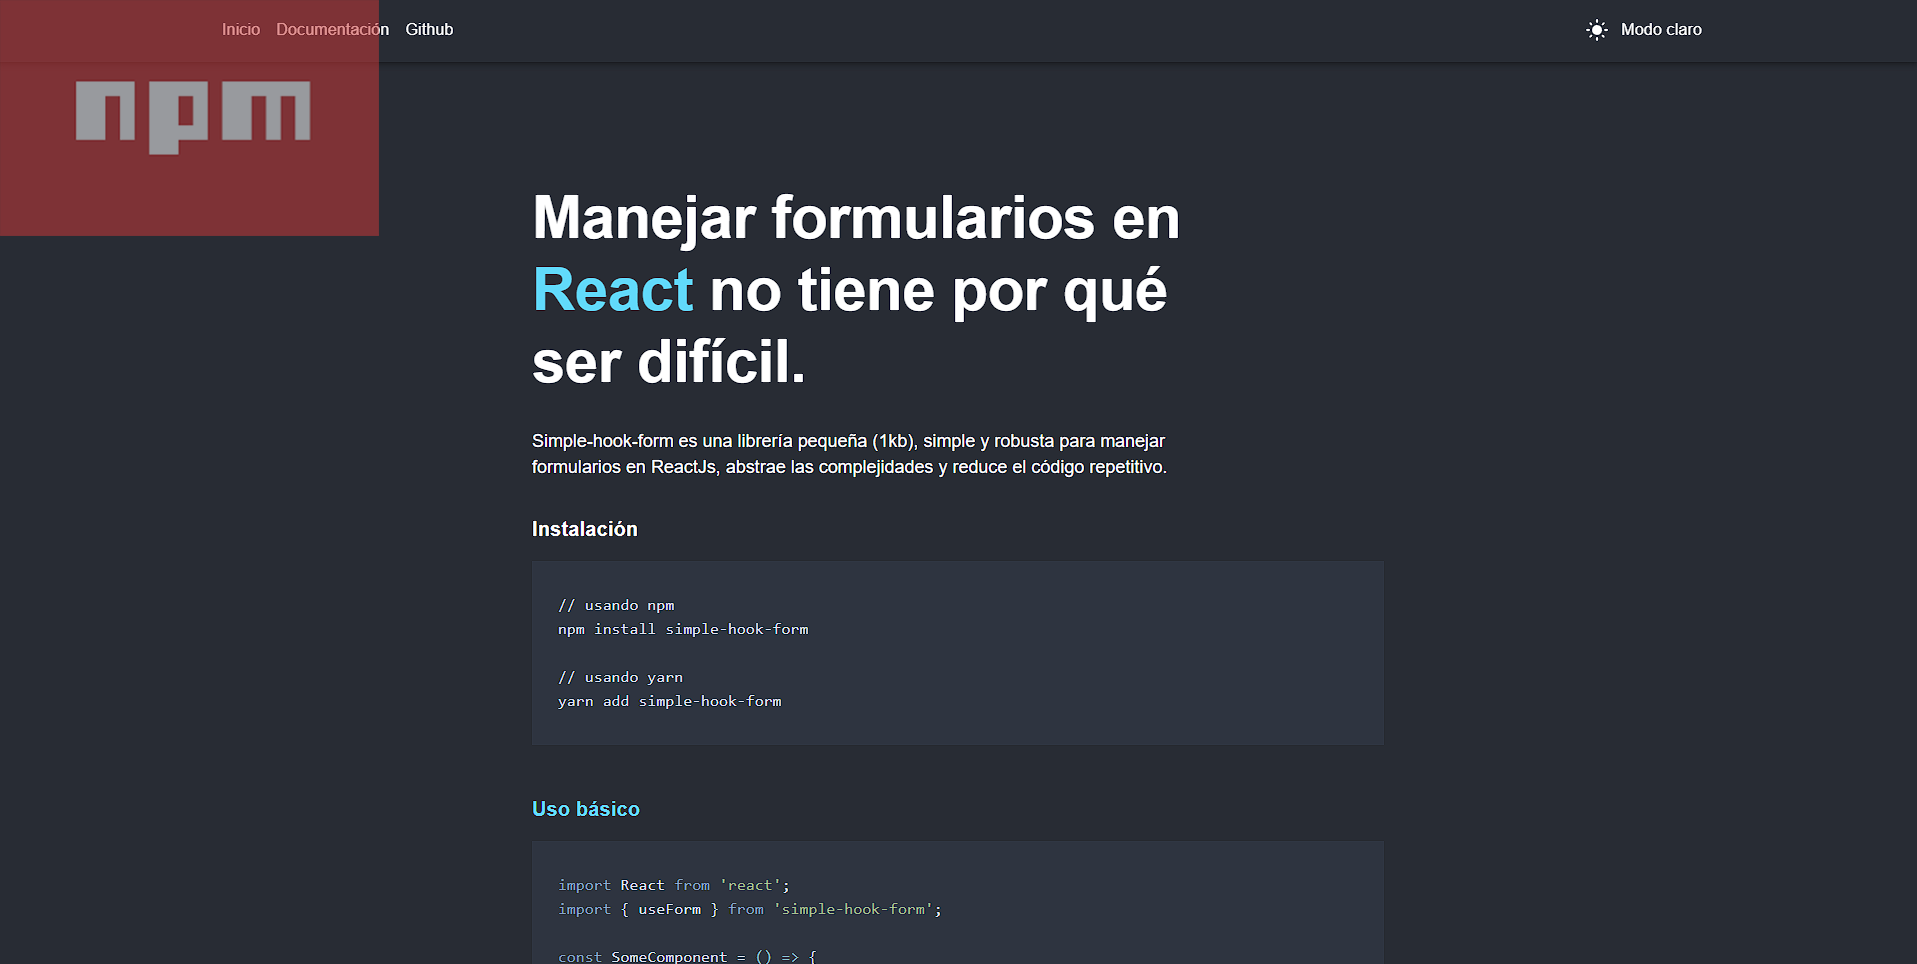 Inicio Documentación Github Modo claro
npm
Manejar formularios en
React no tiene por qué
ser difícil.
Simple-hook-form es una librería pequeña (1kb), simple y robusta para manejar
formularios en ReactJs, abstrae las complejidades y reduce el código repetitivo.
Instalación
// usando npm
npm install simple-hook-form
// usando yarn
yarn add simple-hook-form
Uso básico
import React from 'react';
import { useForm } from 'simple-hook-form';
const SomeComponent = () => {